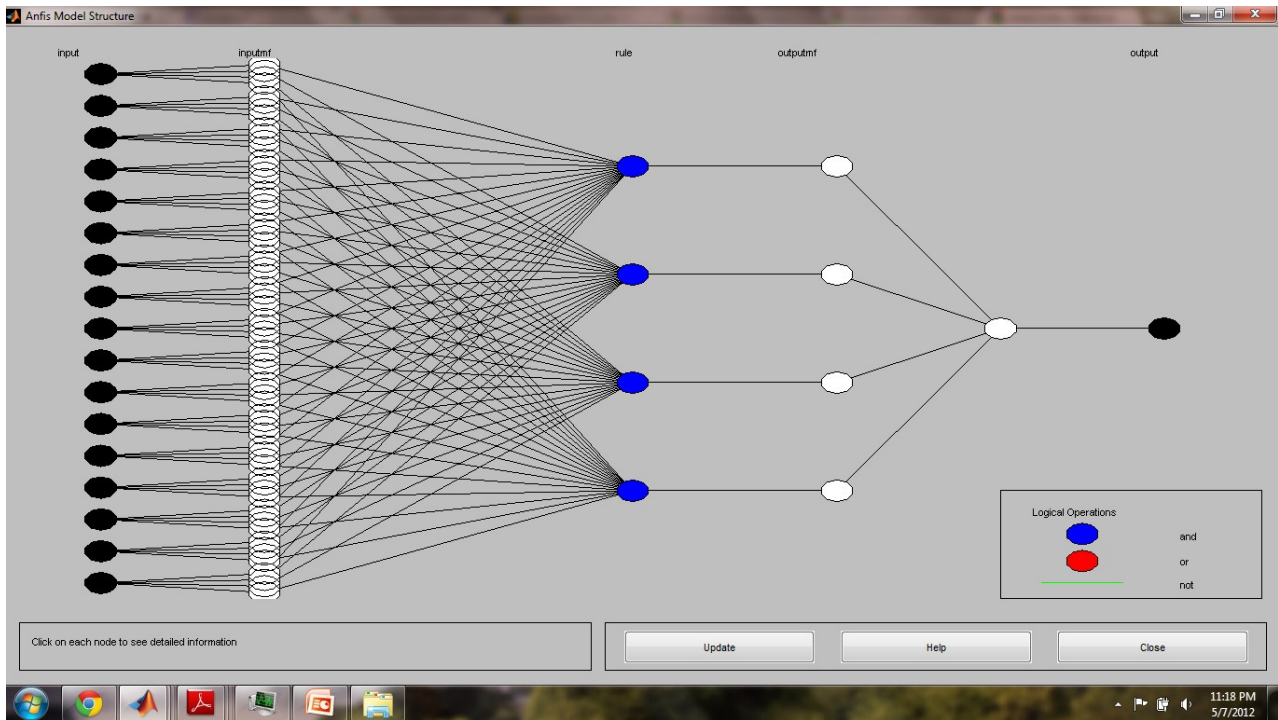 Anfis Model Structure
input inputmf rule outputmf output
Logical Operations
and
or
not
Click on each node to see detailed information
Update Help Close
11:18 PM
5/7/2012